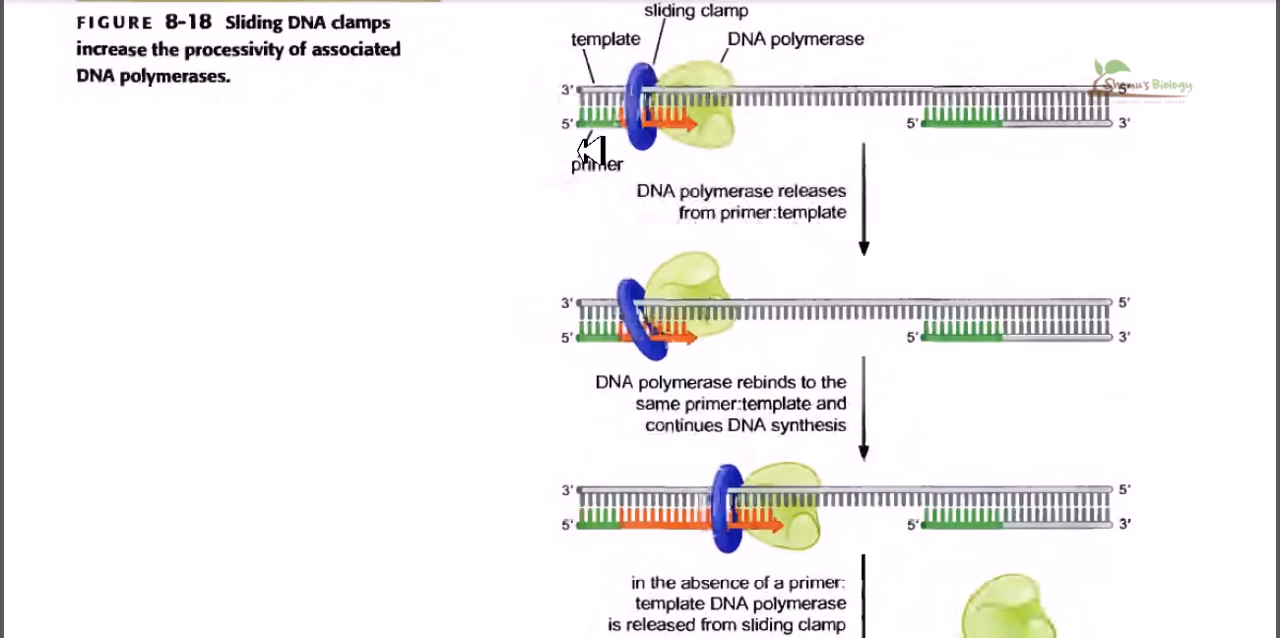 FIGURE 8-18 Sliding DNA clamps
increase the processivity of associated
DNA polymerases.
sliding clamp
template
DNA polymerase
3'
5'
Shomu's Biology
5'
5'
3'
primer
DNA polymerase releases
from primer:template
3'
5'
5'
5'
3'
DNA polymerase rebinds to the
same primer:template and
continues DNA synthesis
3'
5'
5'
5'
3'
in the absence of a primer:
template DNA polymerase
is released from sliding clamp